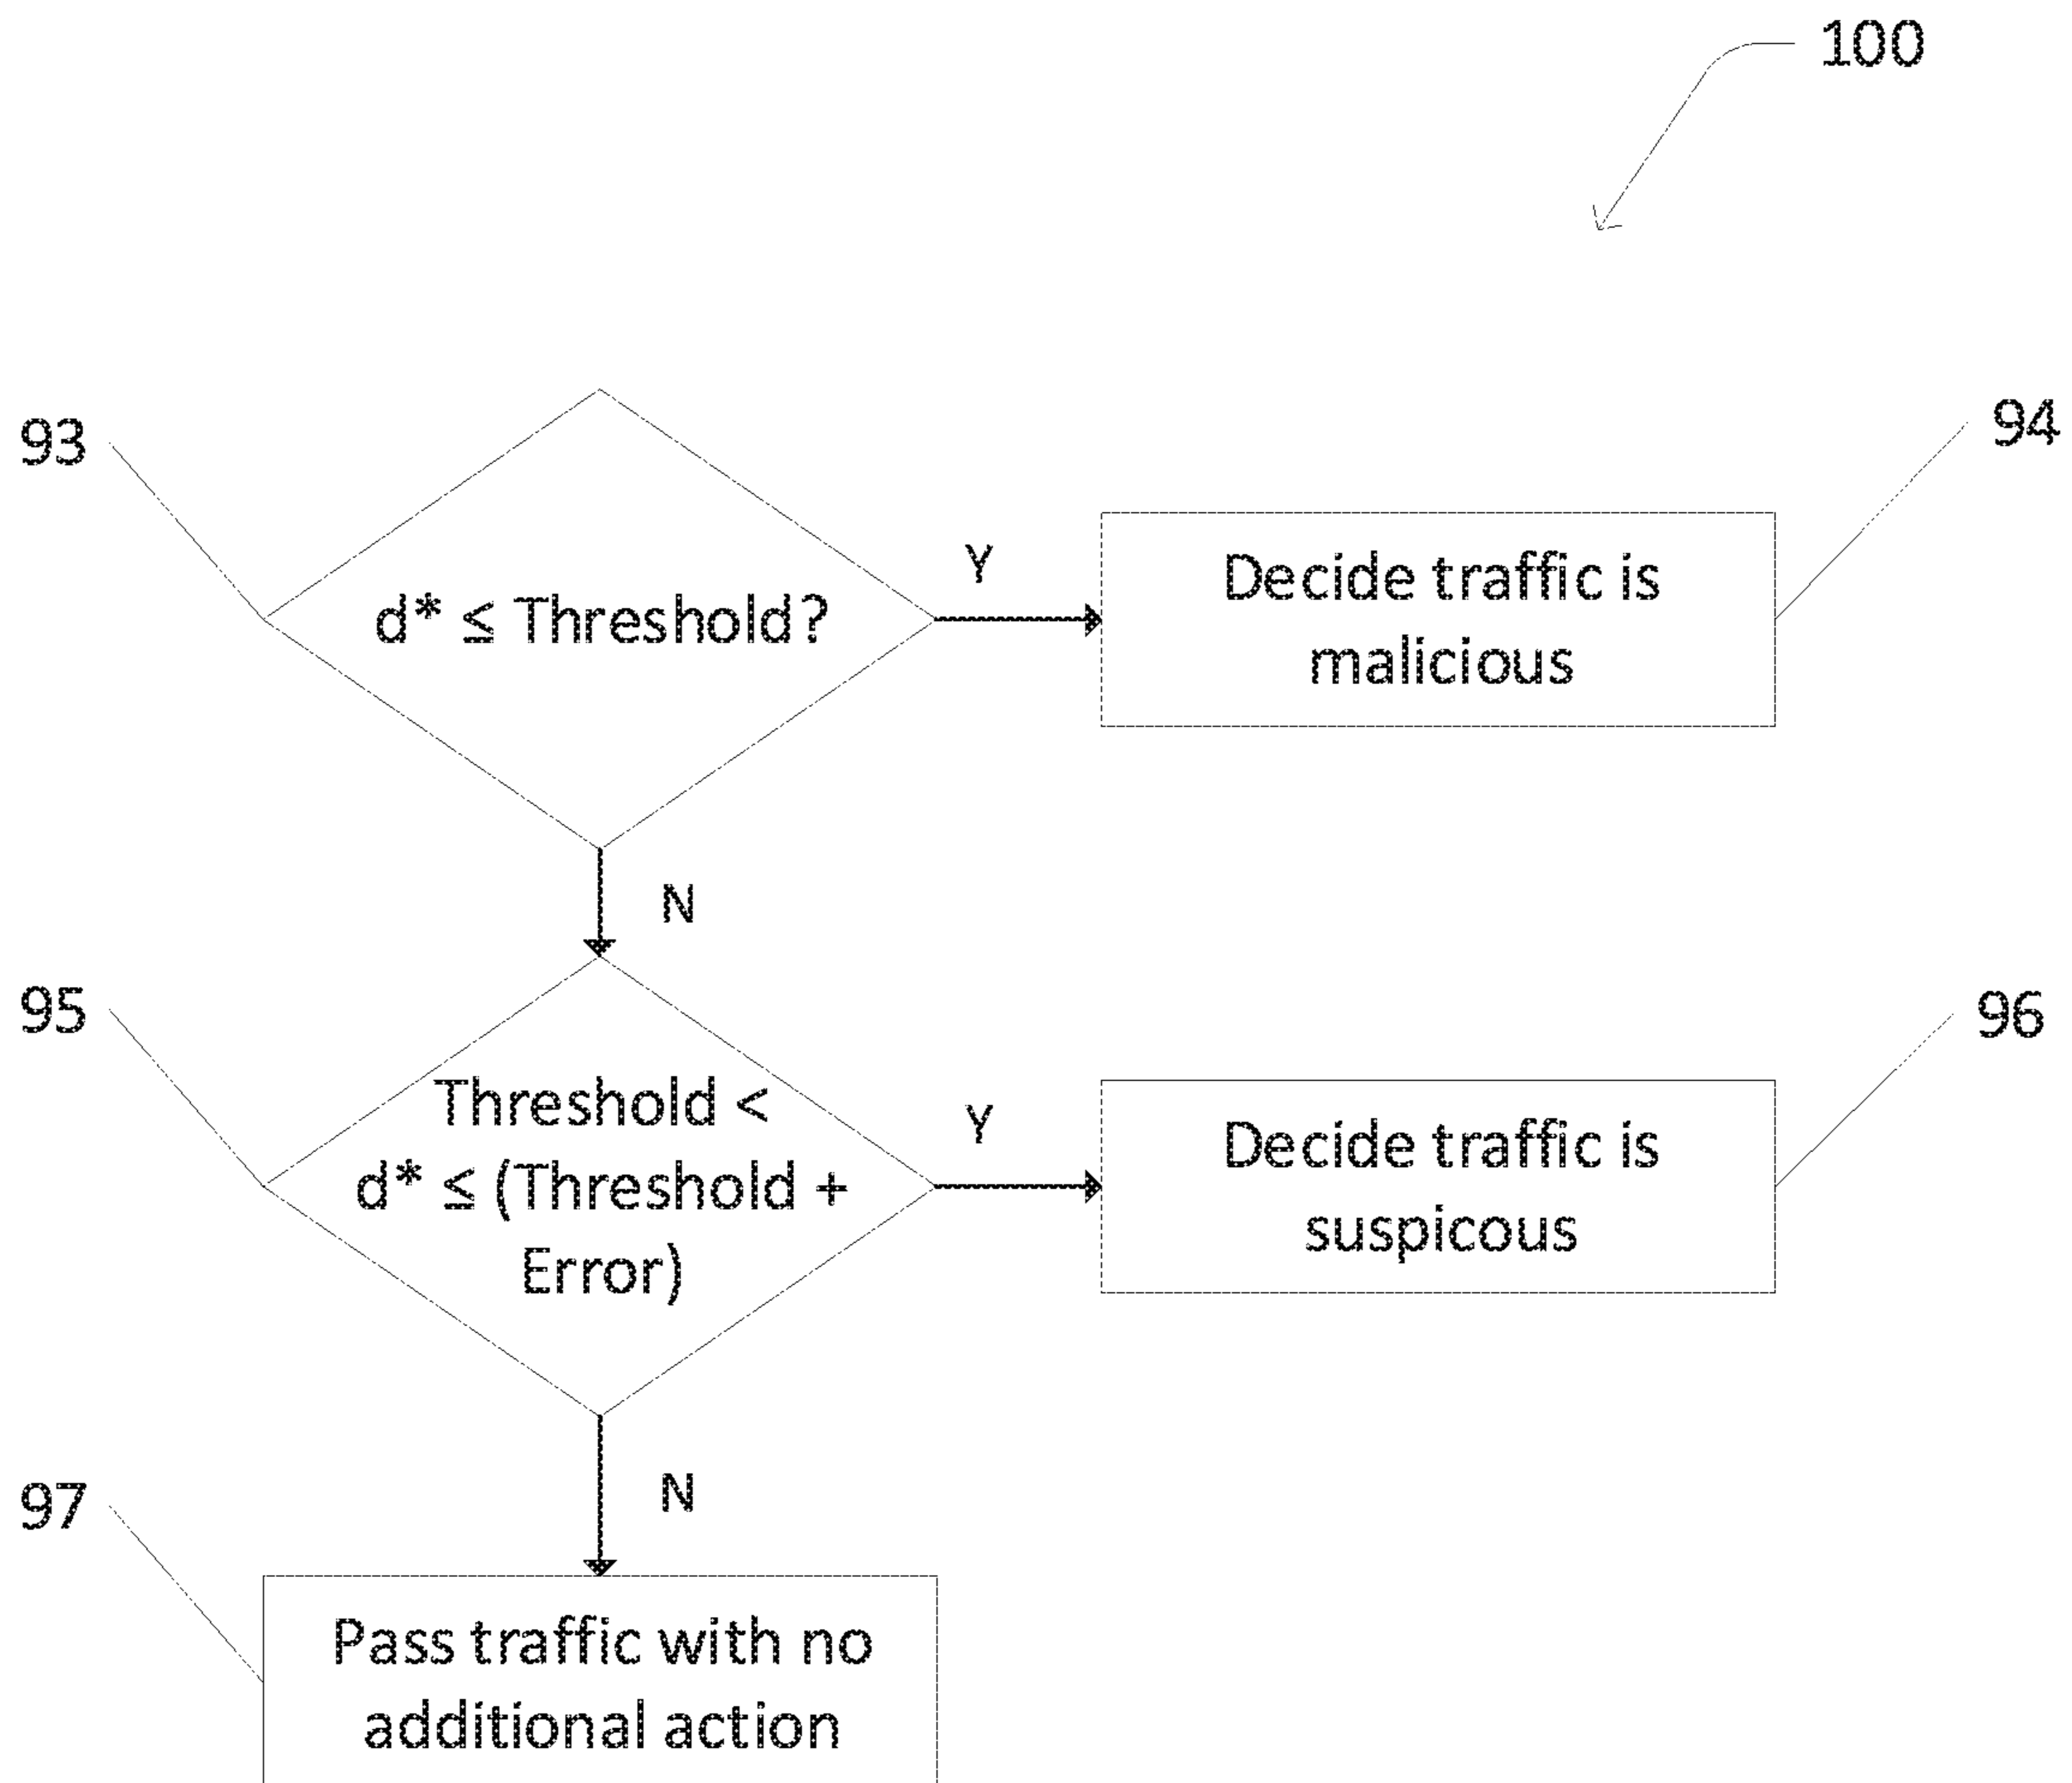 100
93
94
d* ≤ Threshold?
Y
Decide traffic is
malicious
N
95
96
Threshold <
d* ≤ (Threshold +
Error)
Y
Decide traffic is
suspicous
N
97
Pass traffic with no
additional action